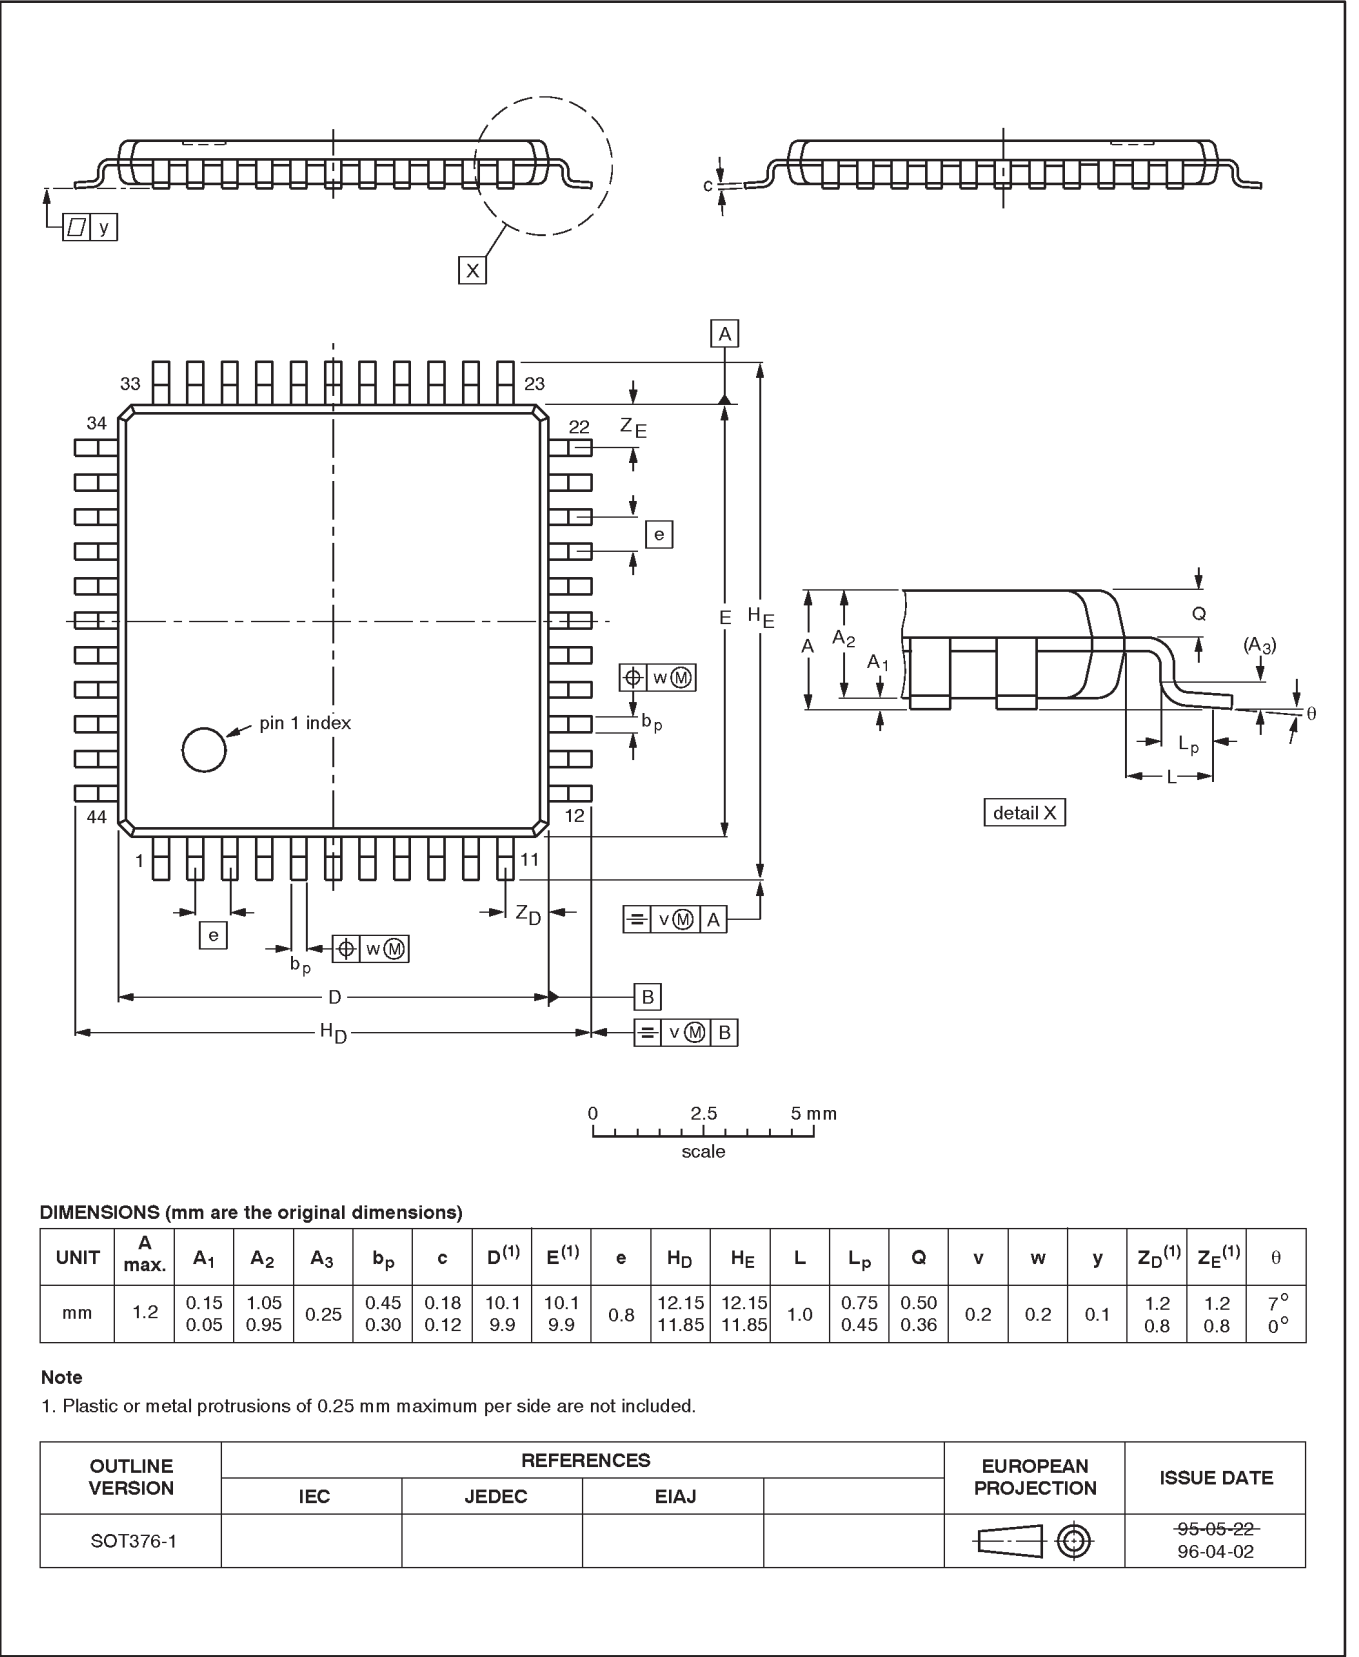 c
y
X
A
33
23
34
22
Z_E
e
E
H_E
w Ⓜ
b_p
pin 1 index
44
12
1
11
e
Z_D
v Ⓜ A
b_p
w Ⓜ
D
B
H_D
v Ⓜ B
A
A2
A1
Q
(A3)
θ
L_p
L
detail X
0 2.5 5 mm
scale
DIMENSIONS (mm are the original dimensions)
UNIT A max. A1 A2 A3 b_p c D(1) E(1) e H_D H_E L L_p Q v w y Z_D(1) Z_E(1) θ
mm 1.2 0.15 0.05 1.05 0.95 0.25 0.45 0.30 0.18 0.12 10.1 9.9 10.1 9.9 0.8 12.15 11.85 12.15 11.85 1.0 0.75 0.45 0.50 0.36 0.2 0.2 0.1 1.2 0.8 1.2 0.8 7° 0°
Note
1. Plastic or metal protrusions of 0.25 mm maximum per side are not included.
OUTLINE VERSION
REFERENCES
EUROPEAN PROJECTION
ISSUE DATE
IEC JEDEC EIAJ
SOT376-1
95-05-22
96-04-02